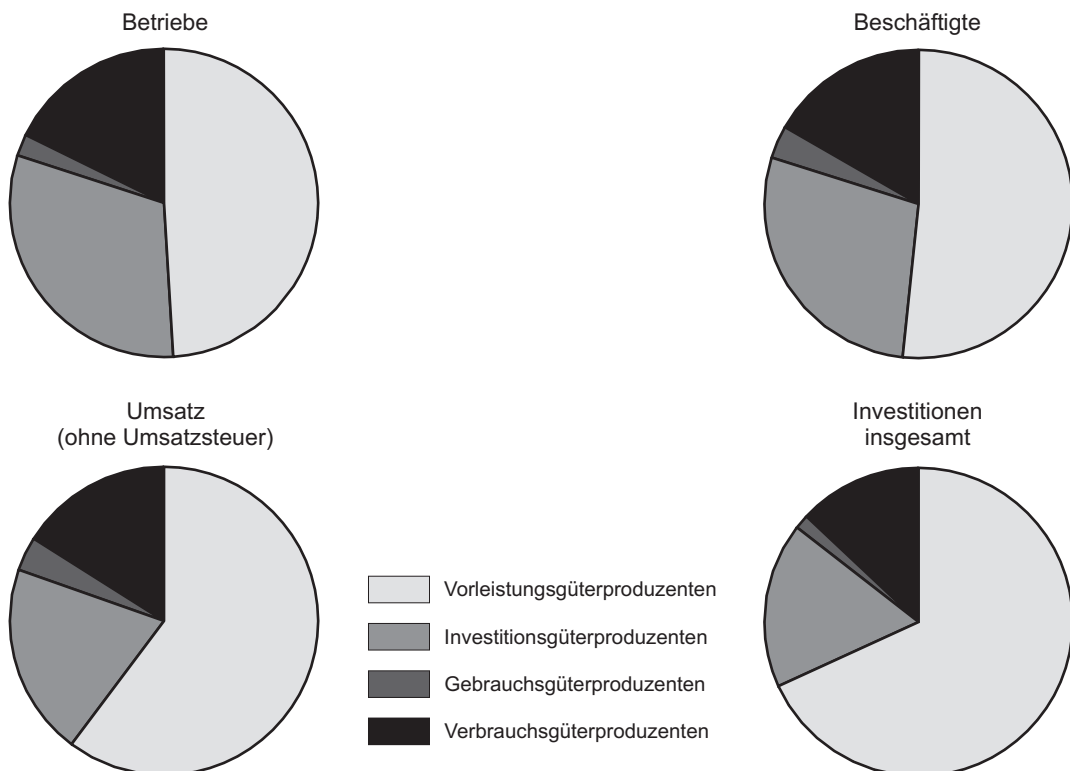 Betriebe
Beschäftigte
Umsatz
(ohne Umsatzsteuer)
Investitionen
insgesamt
Vorleistungsgüterproduzenten
Investitionsgüterproduzenten
Gebrauchsgüterproduzenten
Verbrauchsgüterproduzenten